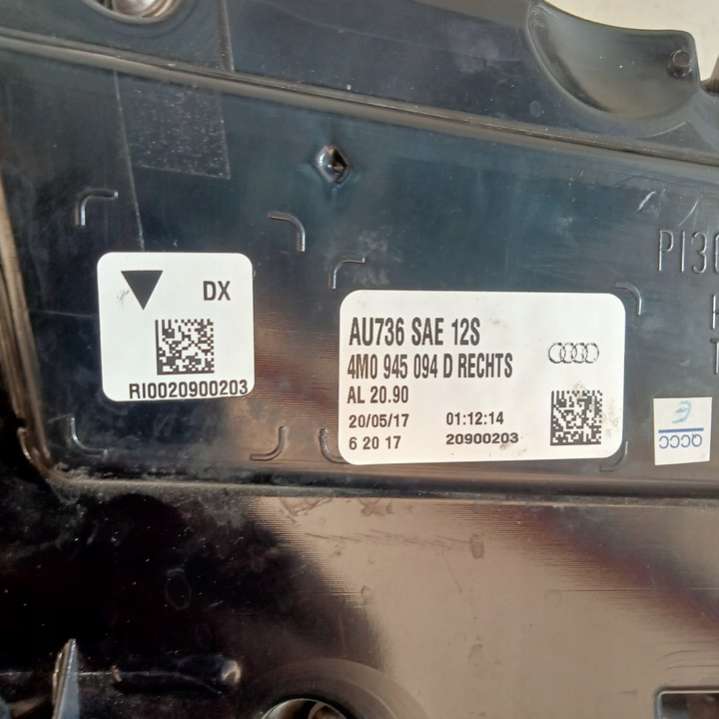 DX
RI0020900203
AU736 SAE 12S
4M0 945 094 D RECHTS
AL 20.90
20/05/17 01:12:14
6 20 17 20900203
QCCC